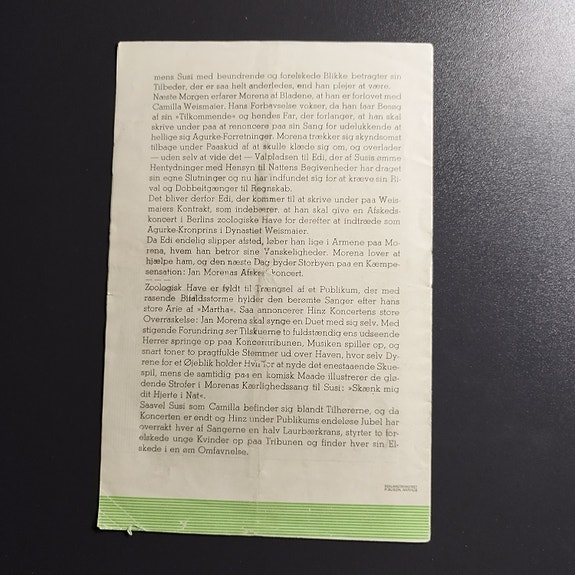 mens Susi med beundrende og forelskede Blikke betragter sin
Tilbeder, der er saa helt anderledes, end han plejer at være.
Næste Morgen erfarer Morena af Bladene, at han er forlovet med
Camilla Weismaier. Hans Forbavselse vokser, da han faar Besøg
af sin »Tilkommende« og hendes Far, der forlanger, at han skal
skrive under paa at renoncere paa sin Sang for udelukkende at
hellige sig Agurke-Forretningen. Morena trækker sig skyndsomst
tilbage under Paaskud af at skulle klæde sig om, og overlader
— uden selv at vide det — Valpladsen til Edi, der af Susis ømme
Hentydninger med Hensyn til Nattens Begivenheder har draget
sin egne Slutninger og nu har indfundet sig for at kræve sin Ri-
val og Dobbeltgænger til Regnskab.
Det bliver derfor Edi, der kommer til at skrive under paa Weis-
maiers Kontrakt, som indebærer, at han skal give en Afskeds-
koncert i Berlins zoologiske Have for derefter at indtræde som
Agurke-Kronprins i Dynastiet Weismaier.
Da Edi endelig slipper afsted, løber han lige i Armene paa Mo-
rena, hvem han betror sine Vanskeligheder. Morena lover at
hjælpe ham, og den næste Dag byder Storbyen paa en Kæmpe-
sensation: Jan Morenas Afskedskoncert.
Zoologisk Have er fyldt til Trængsel af et Publikum, der med
rasende Bifaldsstorme hylder den berømte Sanger efter hans
store Arie af »Martha«. Saa annoncerer Hinz Koncertens store
Overraskelse: Jan Morena skal synge en Duet med sig selv. Med
stigende Forundring ser Tilskuerne to fuldstændig ens udseende
Herrer springe op paa Koncerttribunen, Musiken spiller op, og
snart toner to pragtfulde Stemmer ud over Haven, hvor selv Dy-
rene for et Øjeblik holder Hvil for at nyde det enestaaende Skue-
spil, mens de samtidig paa en komisk Maade illustrerer de glø-
dende Strofer i Morenas Kærlighedssang til Susi: »Skænk mig
dit Hjerte i Nat«.
Saavel Susi som Camilla befinder sig blandt Tilhørerne, og da
Koncerten er endt og Hinz under Publikums endeløse Jubel har
overrakt hver af Sangerne en halv Laurbærkrans, styrter to for-
elskede unge Kvinder op paa Tribunen og finder hver sin El-
skede i en øm Omfavnelse.